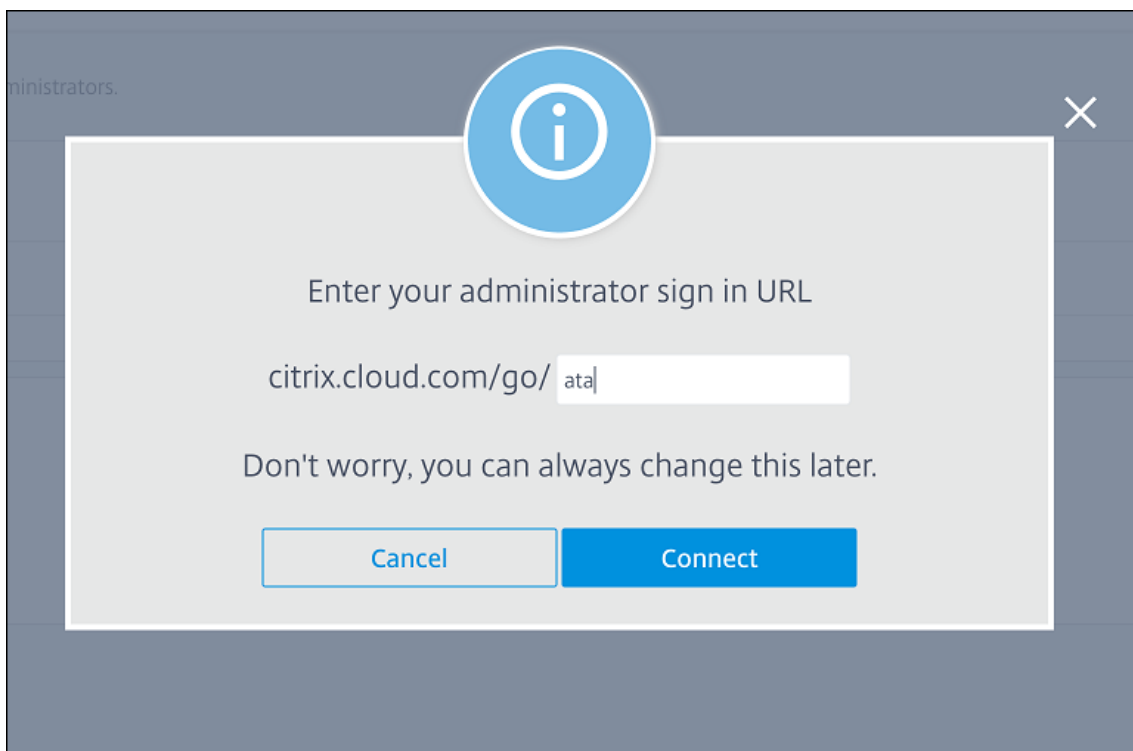 ministrators.
Enter your administrator sign in URL
citrix.cloud.com/go/ ata
Don't worry, you can always change this later.
Cancel Connect